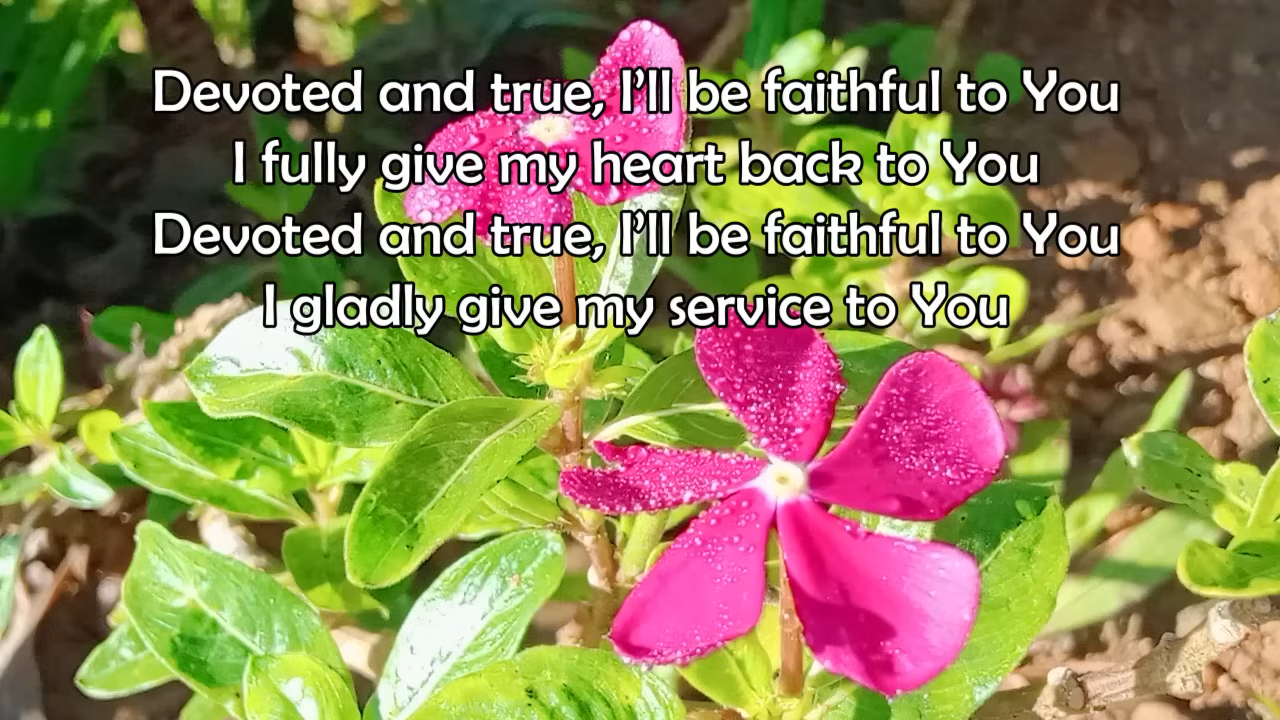 Devoted and true, I’ll be faithful to You
I fully give my heart back to You
Devoted and true, I’ll be faithful to You
I gladly give my service to You